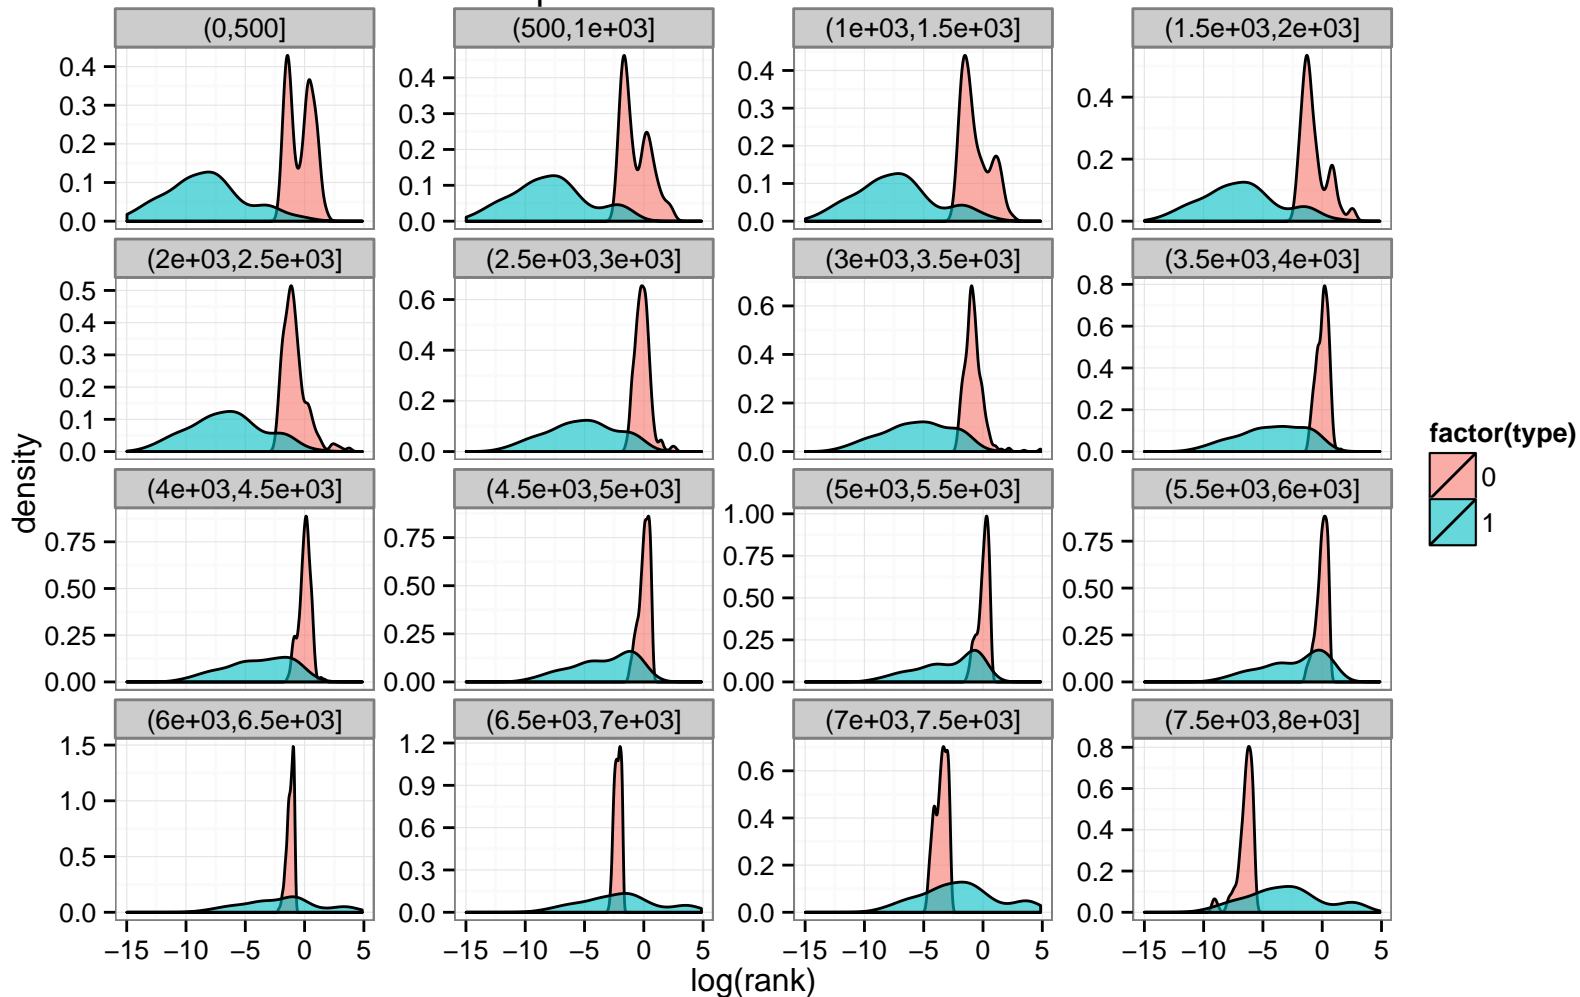 (0,500] (500,1e+03] (1e+03,1.5e+03] (1.5e+03,2e+03]
0.4 0.3 0.2 0.1 0.0
0.4 0.3 0.2 0.1 0.0
0.4 0.3 0.2 0.1 0.0
0.4 0.2 0.0
(2e+03,2.5e+03] (2.5e+03,3e+03] (3e+03,3.5e+03] (3.5e+03,4e+03]
0.5 0.4 0.3 0.2 0.1 0.0
0.6 0.4 0.2 0.0
0.6 0.4 0.2 0.0
0.8 0.6 0.4 0.2 0.0
(4e+03,4.5e+03] (4.5e+03,5e+03] (5e+03,5.5e+03] (5.5e+03,6e+03]
0.75 0.50 0.25 0.00
0.75 0.50 0.25 0.00
1.00 0.75 0.50 0.25 0.00
0.75 0.50 0.25 0.00
(6e+03,6.5e+03] (6.5e+03,7e+03] (7e+03,7.5e+03] (7.5e+03,8e+03]
1.5 1.0 0.5 0.0
1.2 0.9 0.6 0.3 0.0
0.6 0.4 0.2 0.0
0.8 0.6 0.4 0.2 0.0
−15 −10 −5 0 5 −15 −10 −5 0 5 −15 −10 −5 0 5 −15 −10 −5 0 5
log(rank)
density
factor(type)
0
1